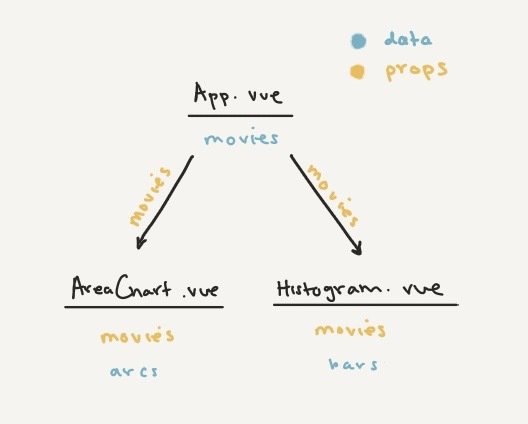 data
props
App.vue
movies
movies
movies
AreaChart.vue
Histogram.vue
movies
movies
arcs
bars